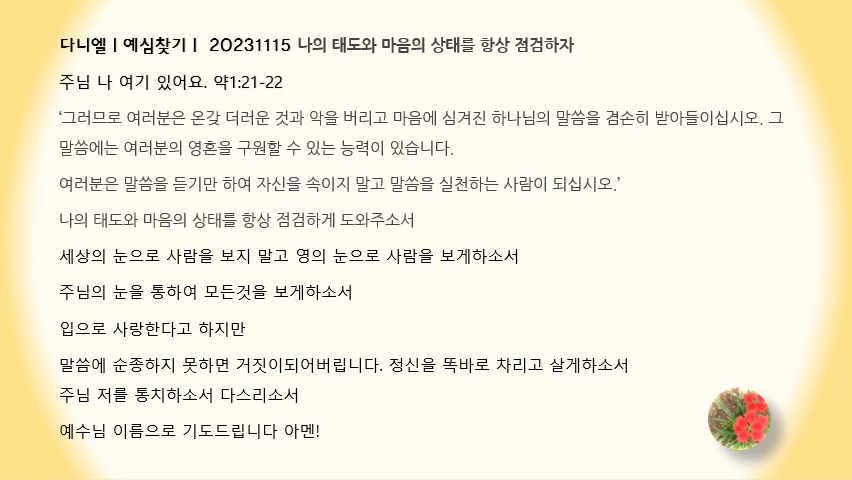 다니엘ㅣ예심찾기ㅣ 20231115 나의 태도와 마음의 상태를 항상 점검하자
주님 나 여기 있어요. 약1:21-22
‘그러므로 여러분은 온갖 더러운 것과 악을 버리고 마음에 심겨진 하나님의 말씀을 겸손히 받아들이십시오. 그
말씀에는 여러분의 영혼을 구원할 수 있는 능력이 있습니다.
여러분은 말씀을 듣기만 하여 자신을 속이지 말고 말씀을 실천하는 사람이 되십시오.’
나의 태도와 마음의 상태를 항상 점검하게 도와주소서
세상의 눈으로 사람을 보지 말고 영의 눈으로 사람을 보게하소서
주님의 눈을 통하여 모든것을 보게하소서
입으로 사랑한다고 하지만
말씀에 순종하지 못하면 거짓이되어버립니다. 정신을 똑바로 차리고 살게하소서
주님 저를 통치하소서 다스리소서
예수님 이름으로 기도드립니다 아멘!